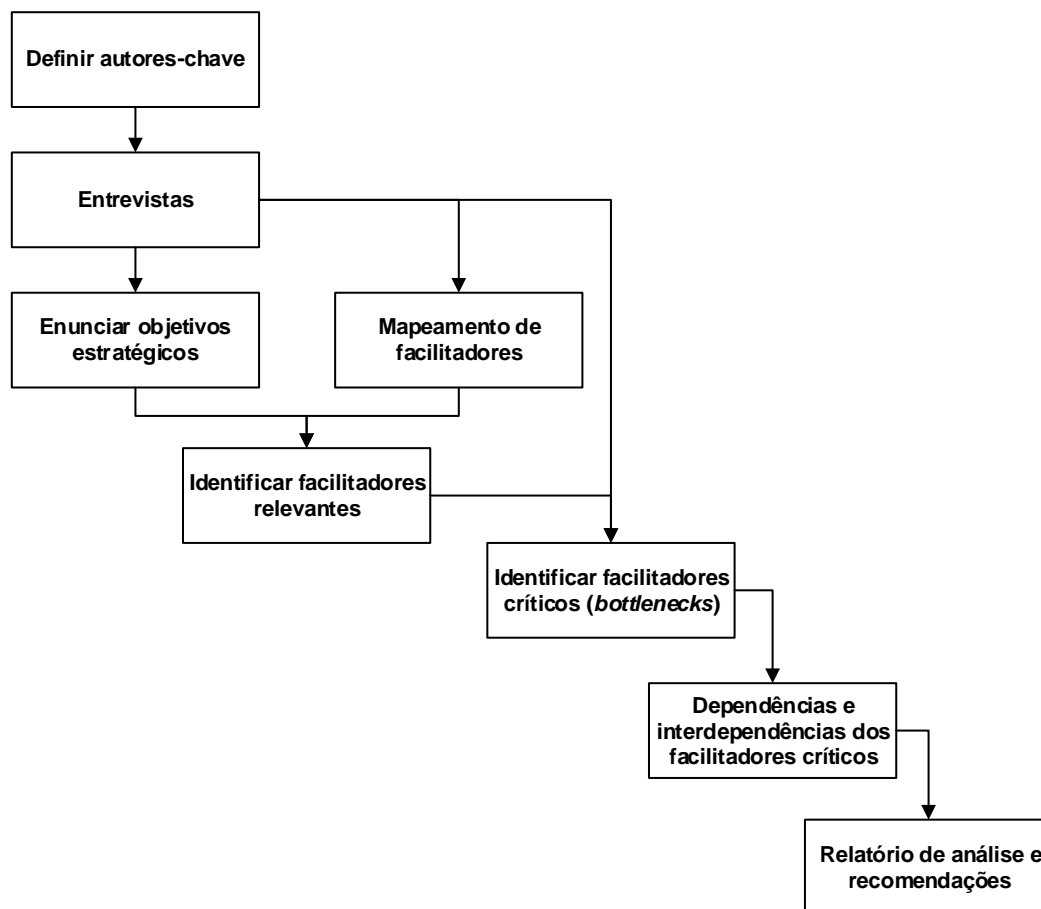 Definir autores-chave
Entrevistas
Enunciar objetivos
estratégicos
Mapeamento de
facilitadores
Identificar facilitadores
relevantes
Identificar facilitadores
críticos (bottlenecks)
Dependências e
interdependências dos
facilitadores críticos
Relatório de análise e
recomendações